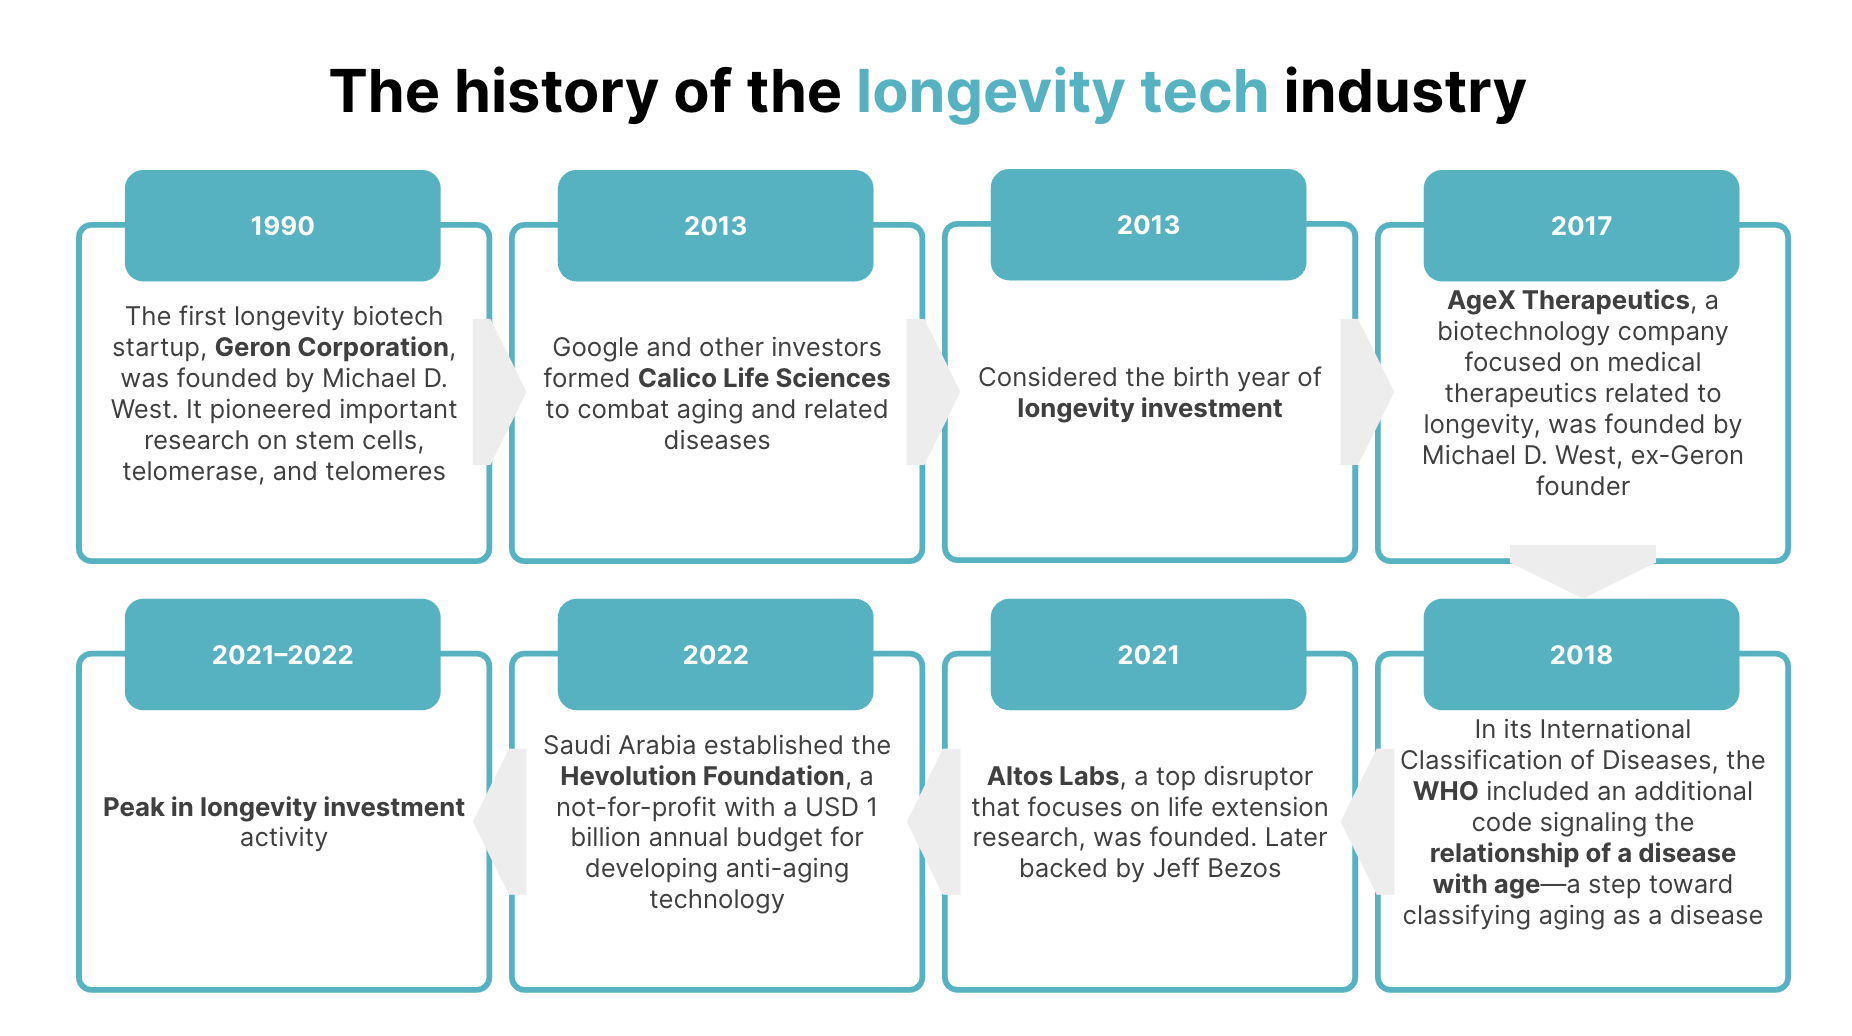 The history of the longevity tech industry
1990
The first longevity biotech
startup, Geron Corporation,
was founded by Michael D.
West. It pioneered important
research on stem cells,
telomerase, and telomeres
2013
Google and other investors
formed Calico Life Sciences
to combat aging and related
diseases
2013
Considered the birth year of
longevity investment
2017
AgeX Therapeutics, a
biotechnology company
focused on medical
therapeutics related to
longevity, was founded by
Michael D. West, ex-Geron
founder
2018
In its International
Classification of Diseases, the
WHO included an additional
code signaling the
relationship of a disease
with age—a step toward
classifying aging as a disease
2021
Altos Labs, a top disruptor
that focuses on life extension
research, was founded. Later
backed by Jeff Bezos
2022
Saudi Arabia established the
Hevolution Foundation, a
not-for-profit with a USD 1
billion annual budget for
developing anti-aging
technology
2021–2022
Peak in longevity investment
activity